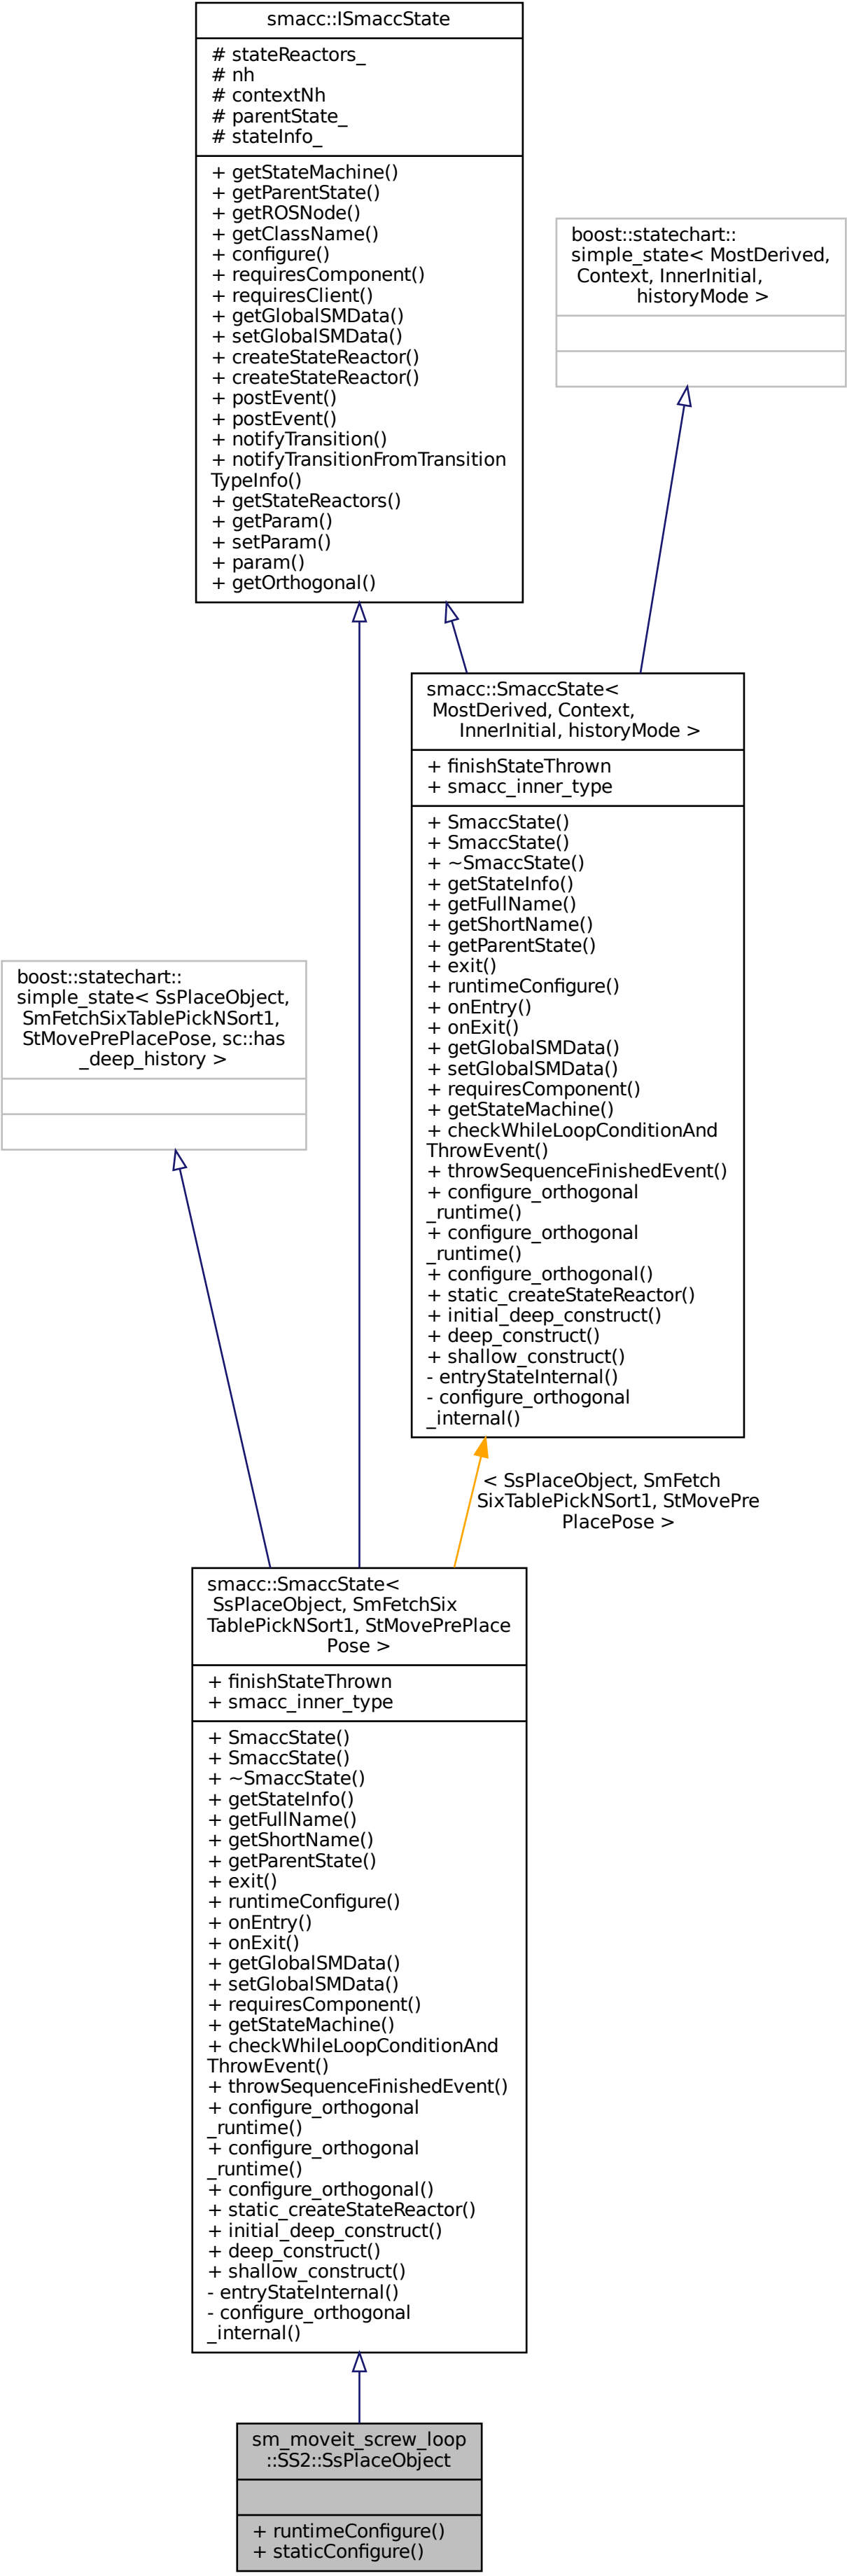 smacc::ISmaccState
# stateReactors_
# nh
# contextNh
# parentState_
# stateInfo_
+ getStateMachine()
+ getParentState()
+ getROSNode()
+ getClassName()
+ configure()
+ requiresComponent()
+ requiresClient()
+ getGlobalSMData()
+ setGlobalSMData()
+ createStateReactor()
+ createStateReactor()
+ postEvent()
+ postEvent()
+ notifyTransition()
+ notifyTransitionFromTransition
TypeInfo()
+ getStateReactors()
+ getParam()
+ setParam()
+ param()
+ getOrthogonal()
boost::statechart::
simple_state< MostDerived,
Context, InnerInitial,
historyMode >
smacc::SmaccState<
MostDerived, Context,
InnerInitial, historyMode >
+ finishStateThrown
+ smacc_inner_type
+ SmaccState()
+ SmaccState()
+ ~SmaccState()
+ getStateInfo()
+ getFullName()
+ getShortName()
+ getParentState()
+ exit()
+ runtimeConfigure()
+ onEntry()
+ onExit()
+ getGlobalSMData()
+ setGlobalSMData()
+ requiresComponent()
+ getStateMachine()
+ checkWhileLoopConditionAnd
ThrowEvent()
+ throwSequenceFinishedEvent()
+ configure_orthogonal
_runtime()
+ configure_orthogonal
_runtime()
+ configure_orthogonal()
+ static_createStateReactor()
+ initial_deep_construct()
+ deep_construct()
+ shallow_construct()
- entryStateInternal()
- configure_orthogonal
_internal()
boost::statechart::
simple_state< SsPlaceObject,
SmFetchSixTablePickNSort1,
StMovePrePlacePose, sc::has
_deep_history >
< SsPlaceObject, SmFetch
SixTablePickNSort1, StMovePre
PlacePose >
smacc::SmaccState<
SsPlaceObject, SmFetchSix
TablePickNSort1, StMovePrePlace
Pose >
+ finishStateThrown
+ smacc_inner_type
+ SmaccState()
+ SmaccState()
+ ~SmaccState()
+ getStateInfo()
+ getFullName()
+ getShortName()
+ getParentState()
+ exit()
+ runtimeConfigure()
+ onEntry()
+ onExit()
+ getGlobalSMData()
+ setGlobalSMData()
+ requiresComponent()
+ getStateMachine()
+ checkWhileLoopConditionAnd
ThrowEvent()
+ throwSequenceFinishedEvent()
+ configure_orthogonal
_runtime()
+ configure_orthogonal
_runtime()
+ configure_orthogonal()
+ static_createStateReactor()
+ initial_deep_construct()
+ deep_construct()
+ shallow_construct()
- entryStateInternal()
- configure_orthogonal
_internal()
sm_moveit_screw_loop
::SS2::SsPlaceObject
+ runtimeConfigure()
+ staticConfigure()